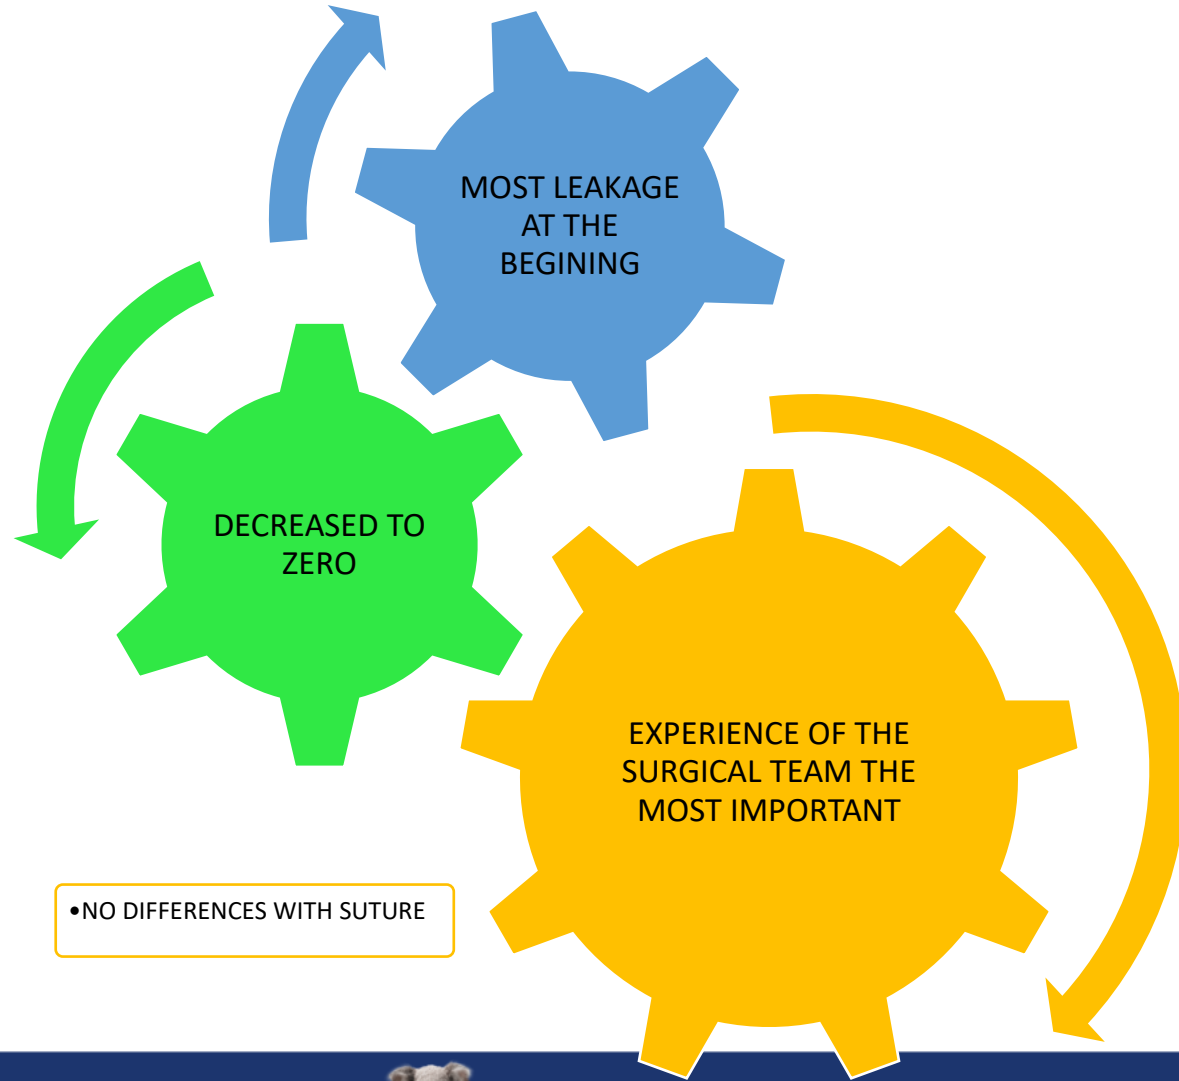 MOST LEAKAGE
AT THE
BEGINING
DECREASED TO
ZERO
EXPERIENCE OF THE
SURGICAL TEAM THE
MOST IMPORTANT
•NO DIFFERENCES WITH SUTURE